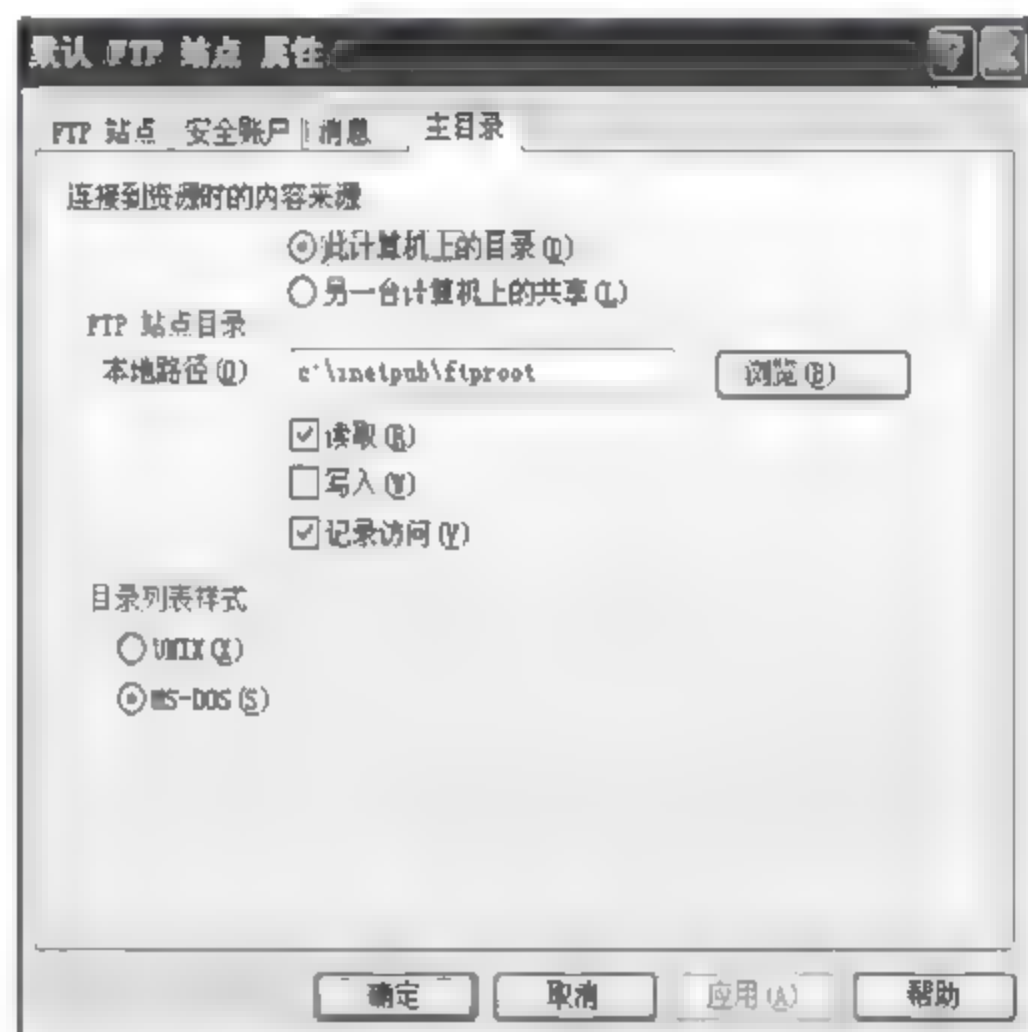 默认 FTP 站点 属性
FTP 站点 安全账户 消息 主目录
连接到资源时的内容来源
此计算机上的目录(D)
另一台计算机上的共享(L)
FTP 站点目录
本地路径(O) c:\inetpub\ftproot 浏览(B)
读取(R)
写入(W)
记录访问(V)
目录列表样式
UNIX(X)
MS-DOS(S)
确定 取消 应用(A) 帮助